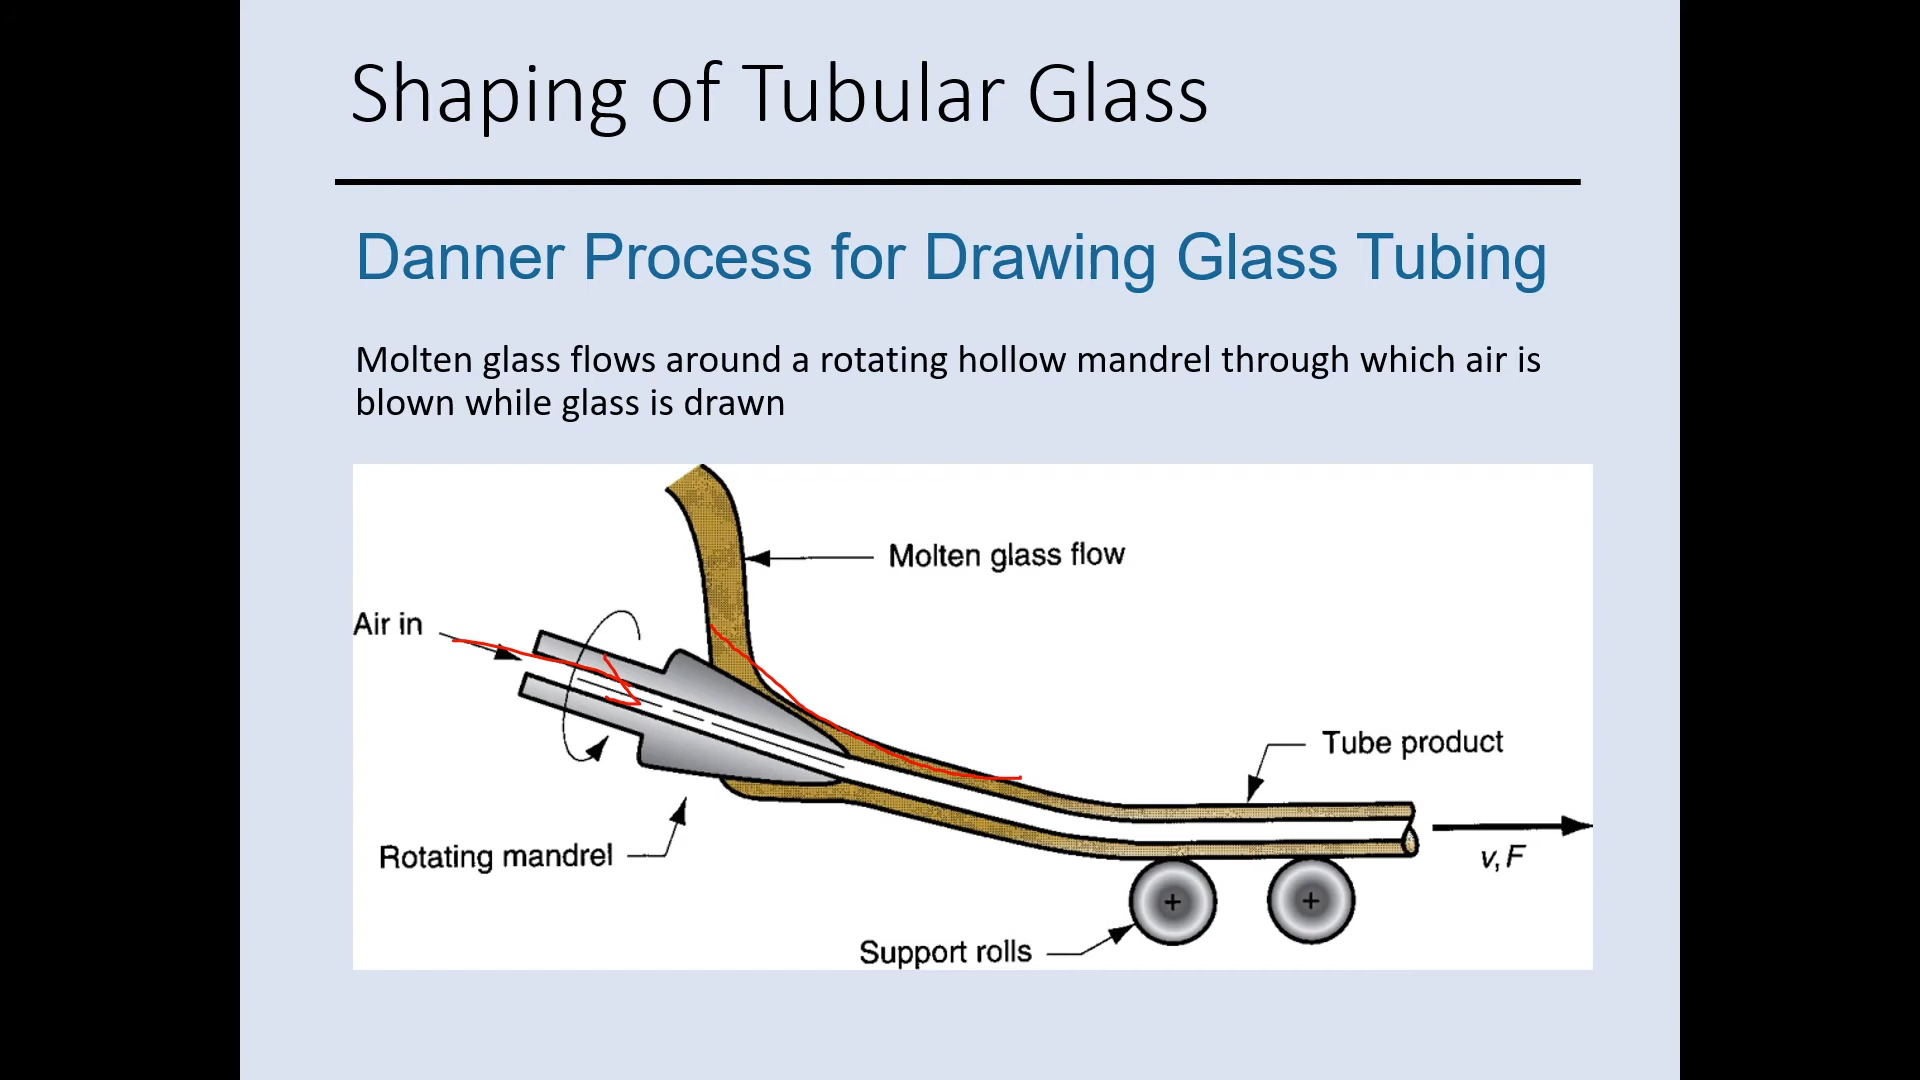 Shaping of Tubular Glass
Danner Process for Drawing Glass Tubing
Molten glass flows around a rotating hollow mandrel through which air is
blown while glass is drawn
Molten glass flow
Air in
Tube product
Rotating mandrel
v, F
Support rolls